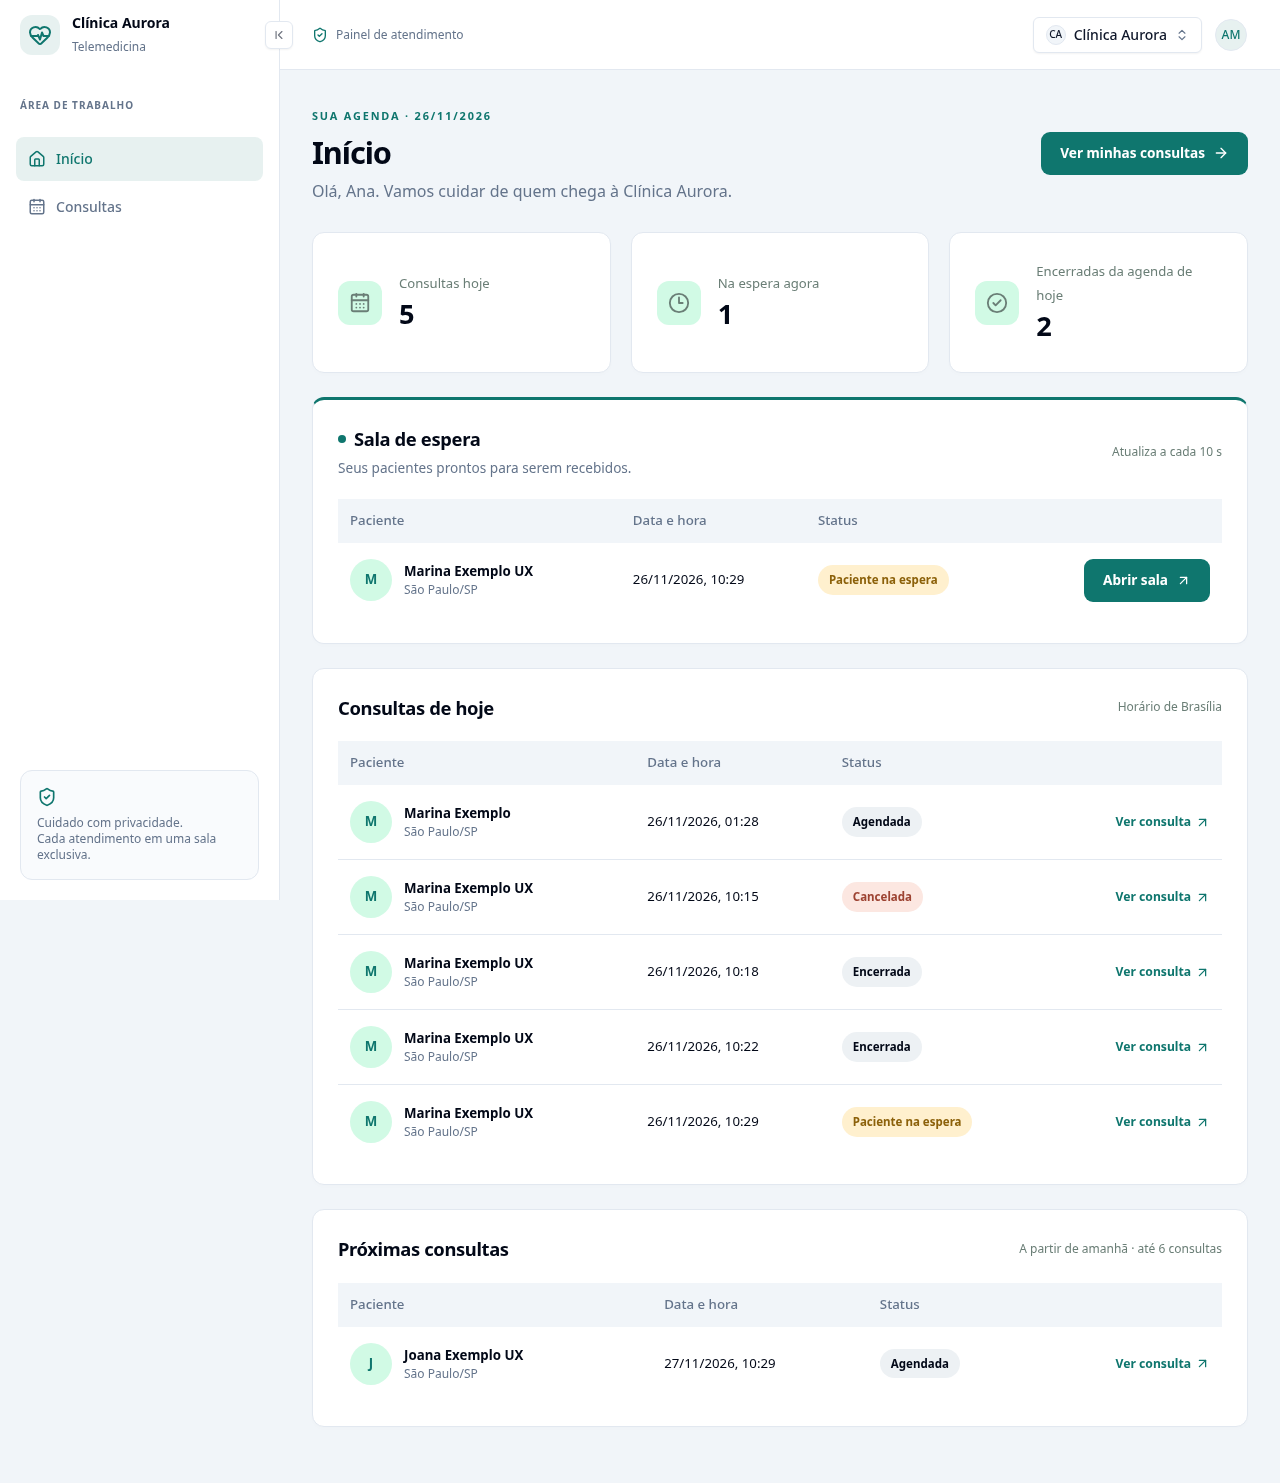 Clínica Aurora
Telemedicina
ÁREA DE TRABALHO
Início
Consultas
Cuidado com privacidade.
Cada atendimento em uma sala
exclusiva.
Painel de atendimento
CA Clínica Aurora
AM
SUA AGENDA · 26/11/2026
Início
Olá, Ana. Vamos cuidar de quem chega à Clínica Aurora.
Ver minhas consultas
Consultas hoje
5
Na espera agora
1
Encerradas da agenda de
hoje
2
Sala de espera
Seus pacientes prontos para serem recebidos.
Atualiza a cada 10 s
Paciente Data e hora Status
M Marina Exemplo UX 26/11/2026, 10:29 Paciente na espera Abrir sala
São Paulo/SP
Consultas de hoje
Horário de Brasília
Paciente Data e hora Status
M Marina Exemplo 26/11/2026, 01:28 Agendada Ver consulta
São Paulo/SP
M Marina Exemplo UX 26/11/2026, 10:15 Cancelada Ver consulta
São Paulo/SP
M Marina Exemplo UX 26/11/2026, 10:18 Encerrada Ver consulta
São Paulo/SP
M Marina Exemplo UX 26/11/2026, 10:22 Encerrada Ver consulta
São Paulo/SP
M Marina Exemplo UX 26/11/2026, 10:29 Paciente na espera Ver consulta
São Paulo/SP
Próximas consultas
A partir de amanhã · até 6 consultas
Paciente Data e hora Status
J Joana Exemplo UX 27/11/2026, 10:29 Agendada Ver consulta
São Paulo/SP